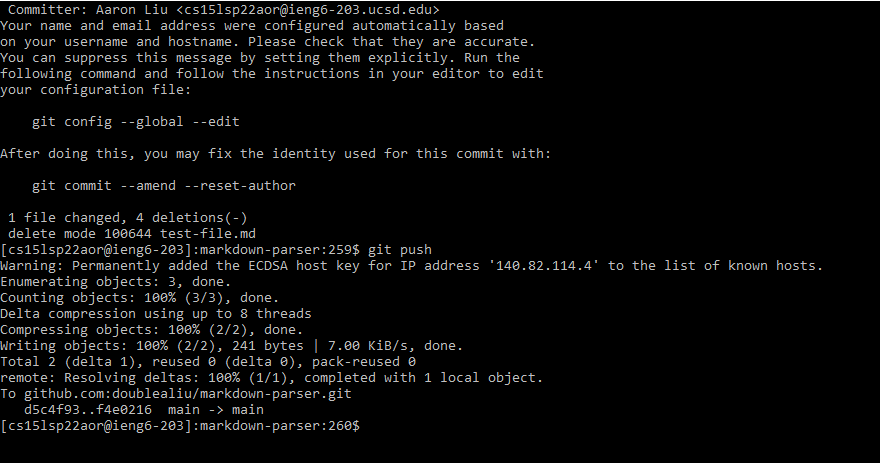 Committer: Aaron Liu <cs15lsp22aor@ieng6-203.ucsd.edu>
Your name and email address were configured automatically based
on your username and hostname. Please check that they are accurate.
You can suppress this message by setting them explicitly. Run the
following command and follow the instructions in your editor to edit
your configuration file:
git config --global --edit
After doing this, you may fix the identity used for this commit with:
git commit --amend --reset-author
1 file changed, 4 deletions(-)
delete mode 100644 test-file.md
[cs15lsp22aor@ieng6-203]:markdown-parser:259$ git push
Warning: Permanently added the ECDSA host key for IP address '140.82.114.4' to the list of known hosts.
Enumerating objects: 3, done.
Counting objects: 100% (3/3), done.
Delta compression using up to 8 threads
Compressing objects: 100% (2/2), done.
Writing objects: 100% (2/2), 241 bytes | 7.00 KiB/s, done.
Total 2 (delta 1), reused 0 (delta 0), pack-reused 0
remote: Resolving deltas: 100% (1/1), completed with 1 local object.
To github.com:doublealiu/markdown-parser.git
d5c4f93..f4e0216  main -> main
[cs15lsp22aor@ieng6-203]:markdown-parser:260$